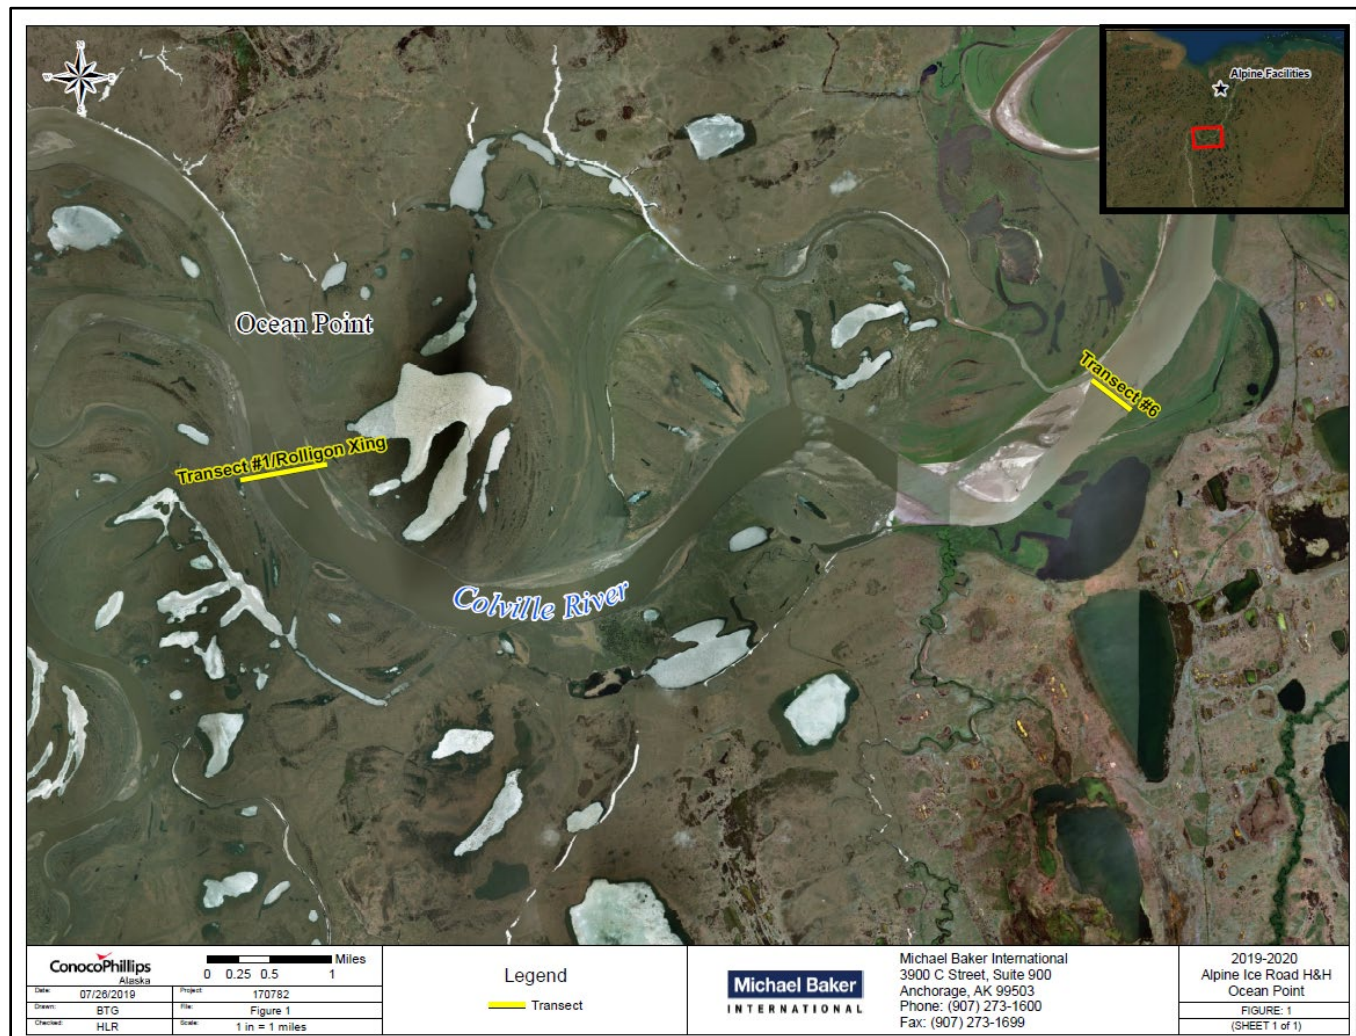 N
W
E
S
Alpine Facilities
Ocean Point
Transect #6
Transect #1/Rolligon Xing
Colville River
ConocoPhillips
Alaska
Miles
0 0.25 0.5 1
Date: 07/26/2019 Project: 170782
Drawn: BTG File: Figure 1
Checked: HLR Scale: 1 in = 1 miles
Legend
Transect
Michael Baker
INTERNATIONAL
Michael Baker International
3900 C Street, Suite 900
Anchorage, AK 99503
Phone: (907) 273-1600
Fax: (907) 273-1699
2019-2020
Alpine Ice Road H&H
Ocean Point
FIGURE: 1
(SHEET 1 of 1)